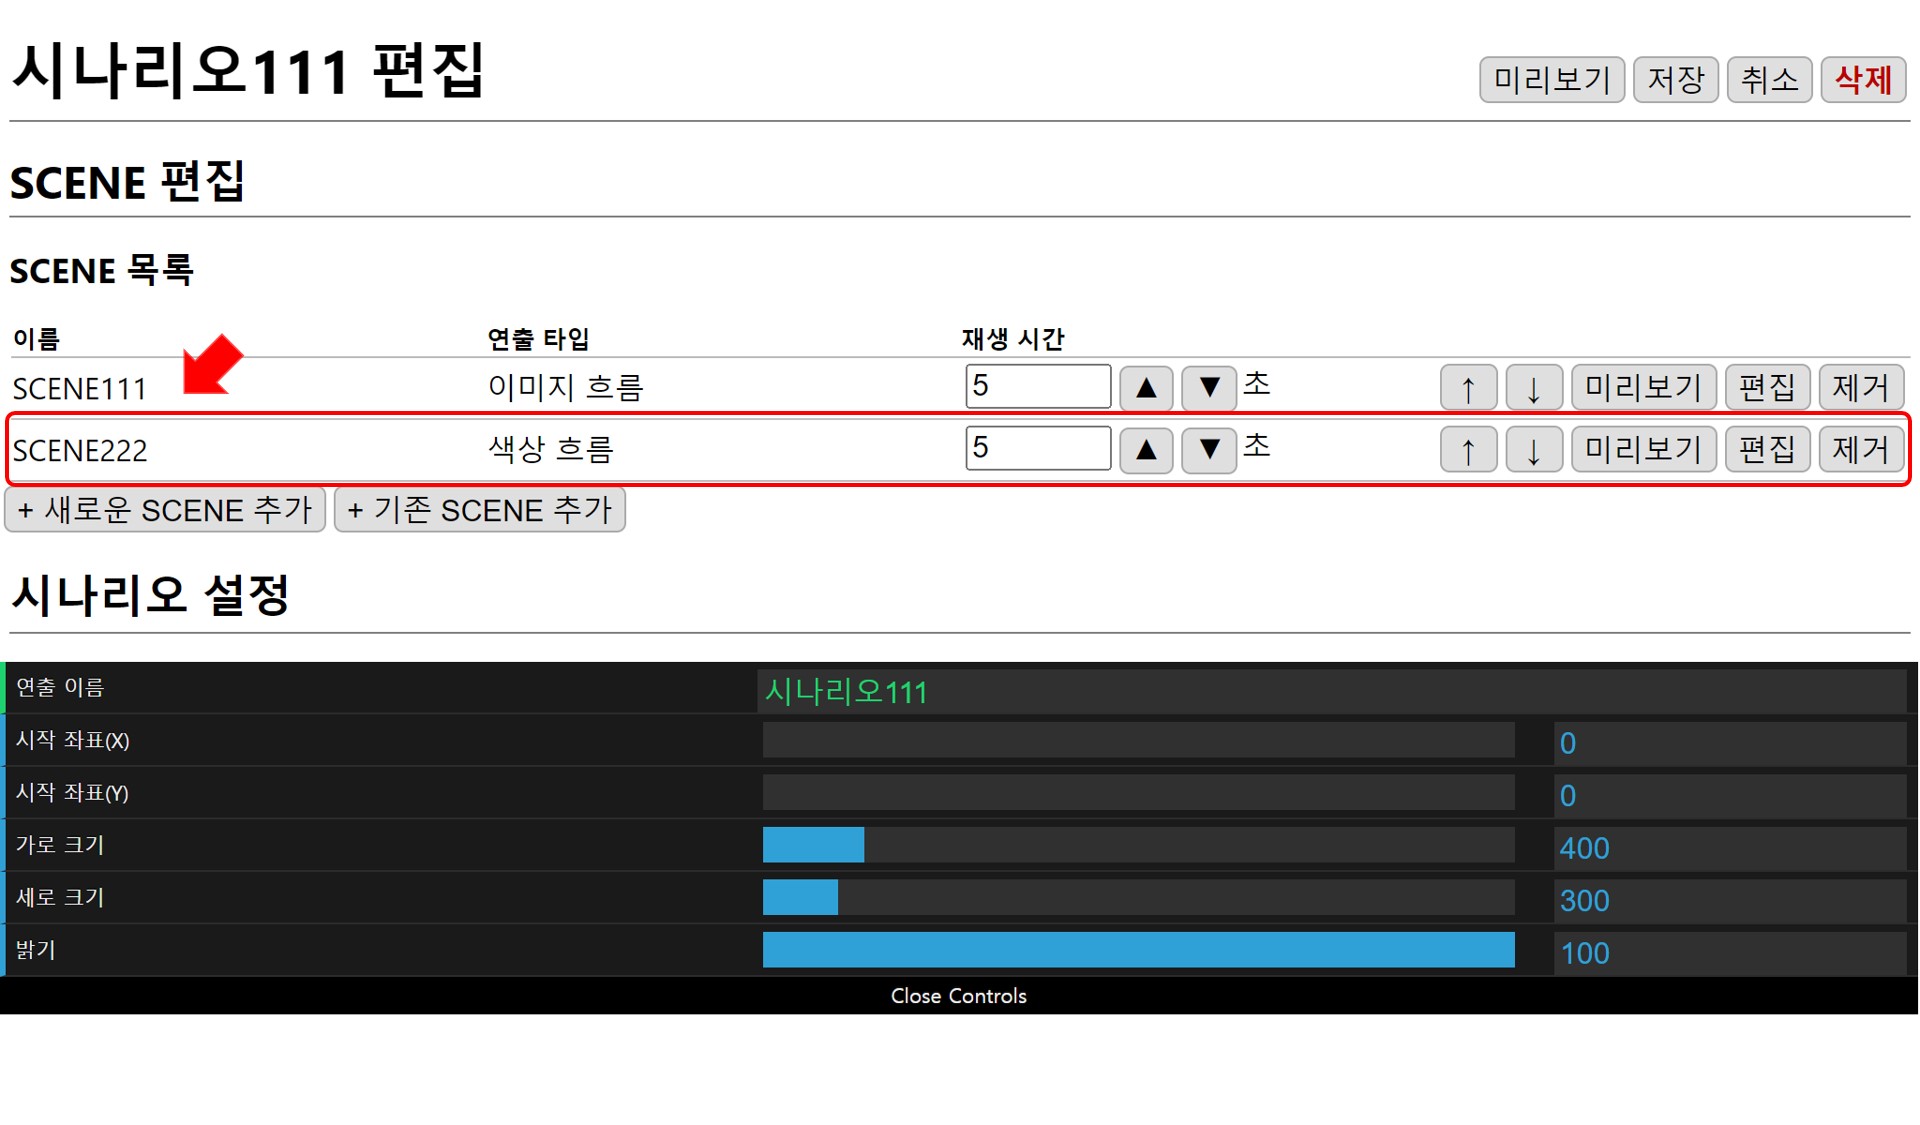 시나리오111 편집
미리보기 저장 취소 삭제
SCENE 편집
SCENE 목록
이름 연출 타입 재생 시간
SCENE111 이미지 흐름 5 ▲ ▼ 초 ↑ ↓ 미리보기 편집 제거
SCENE222 색상 흐름 5 ▲ ▼ 초 ↑ ↓ 미리보기 편집 제거
+ 새로운 SCENE 추가 + 기존 SCENE 추가
시나리오 설정
연출 이름 시나리오111
시작 좌표(X) 0
시작 좌표(Y) 0
가로 크기 400
세로 크기 300
밝기 100
Close Controls